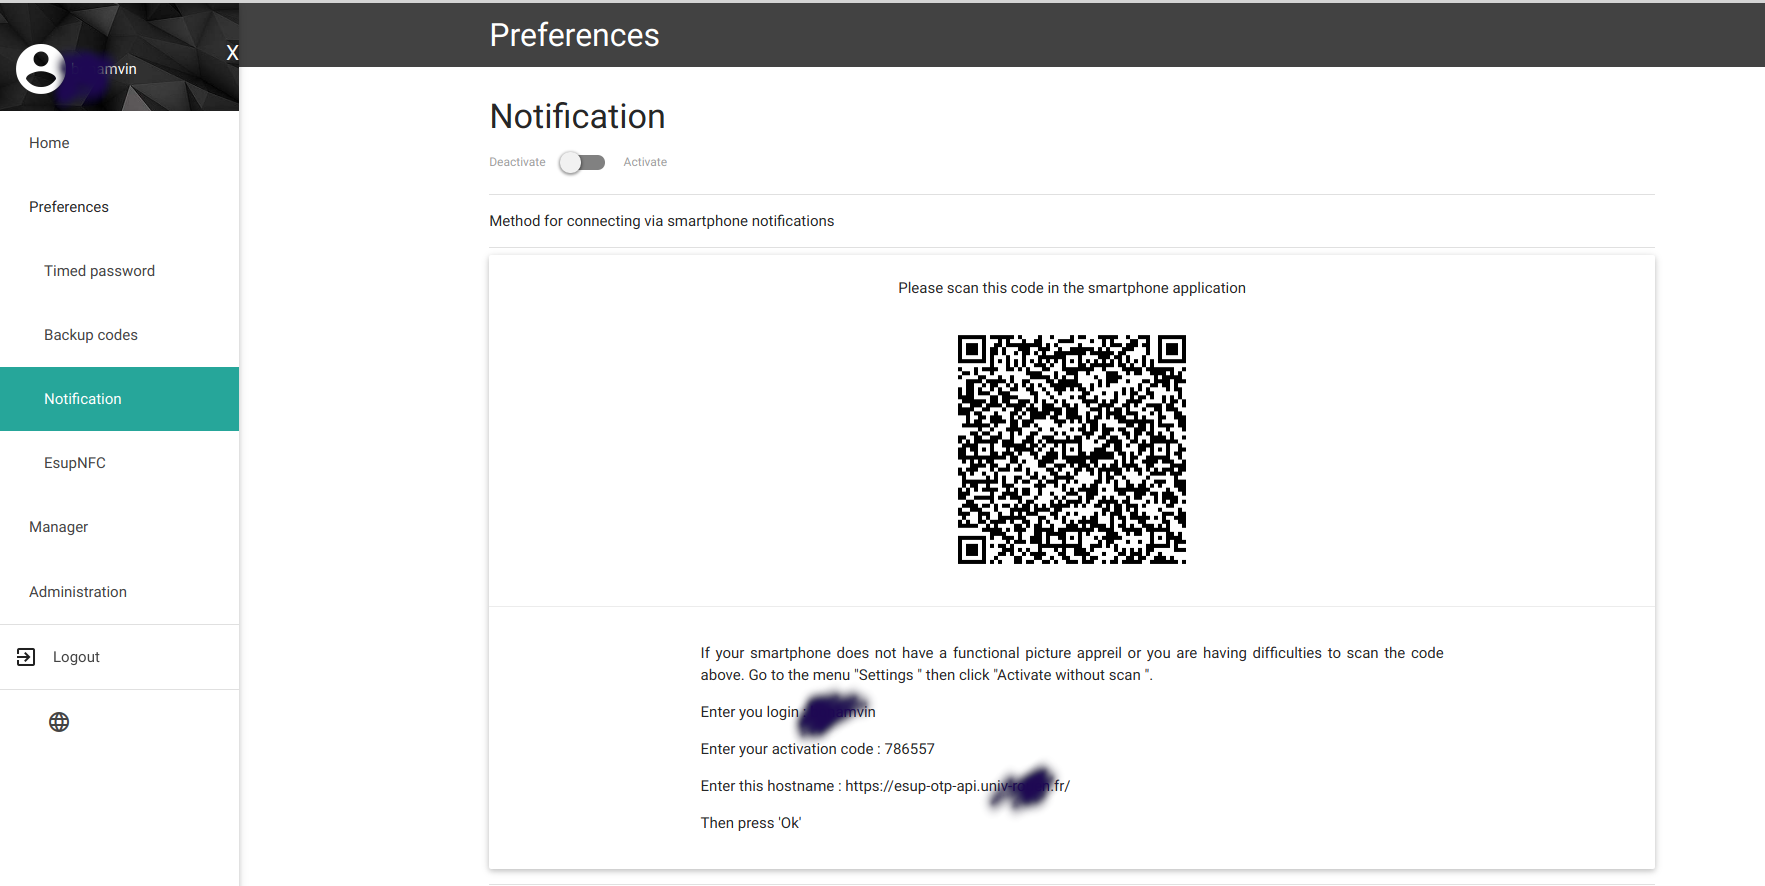 Preferences
X
amvin
Home
Preferences
Timed password
Backup codes
Notification
EsupNFC
Manager
Administration
Logout
Notification
Deactivate Activate
Method for connecting via smartphone notifications
Please scan this code in the smartphone application
If your smartphone does not have a functional picture appreil or you are having difficulties to scan the code
above. Go to the menu "Settings " then click "Activate without scan ".
Enter you login : mvin
Enter your activation code : 786557
Enter this hostname : https://esup-otp-api.univ- .fr/
Then press 'Ok'